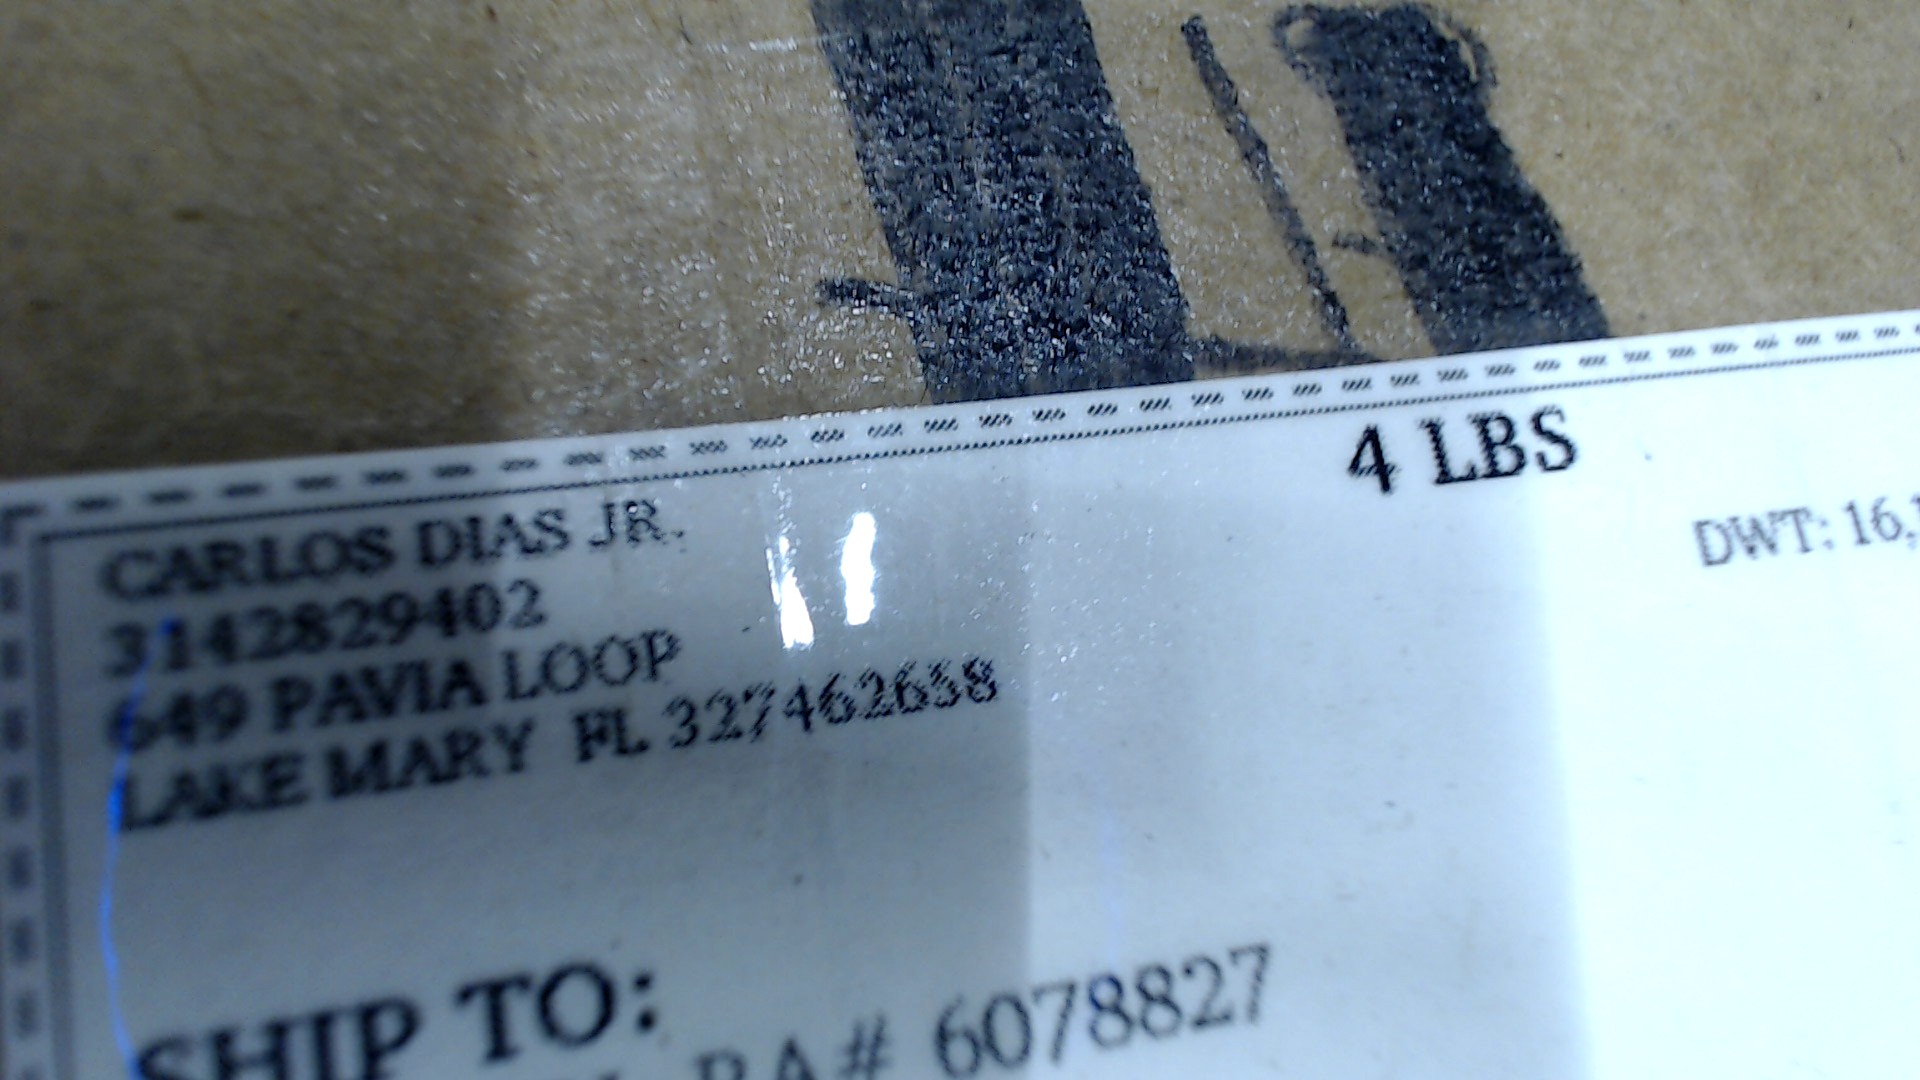 4 LBS
DWT: 16,
CARLOS DIAS JR.
3142829402
649 PAVIA LOOP
LAKE MARY FL 327462658
SHIP TO:
RA# 6078827